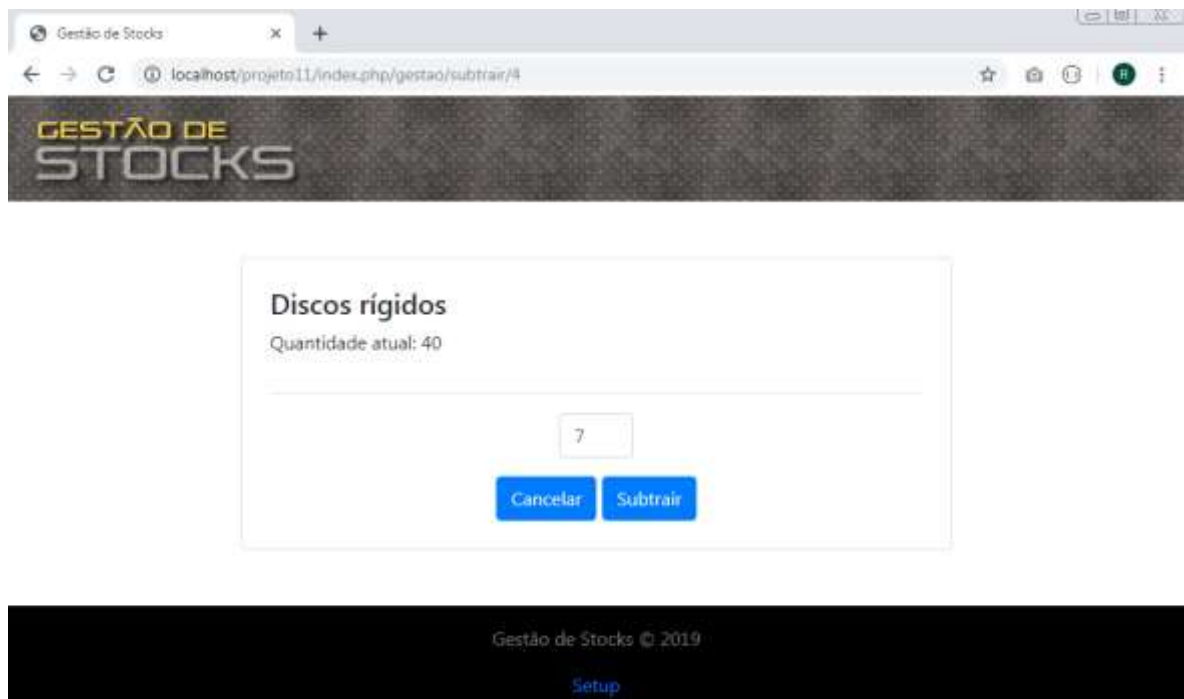 Gestão de Stocks
localhost/projeto11/index.php/gestao/subtrair/4
GESTÃO DE
STOCKS
Discos rígidos
Quantidade atual: 40
7
Cancelar Subtrair
Gestão de Stocks © 2019
Setup